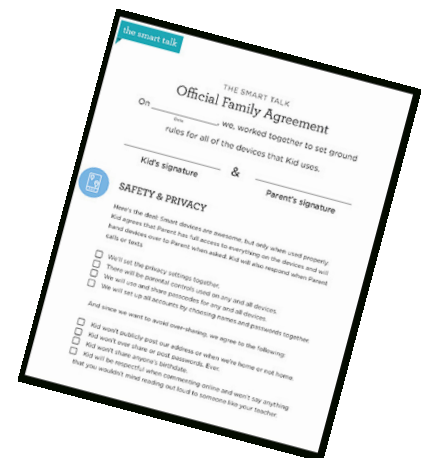 the smart talk
THE SMART TALK
Official Family Agreement
On ____________, we, worked together to set ground
date
rules for all of the devices that Kid uses.
&
Kid's signature
Parent's signature
SAFETY & PRIVACY
Here's the deal: Smart devices are awesome, but only when used properly.
Kid agrees that Parent has full access to everything on the devices and will
hand devices over to Parent when asked. Kid will also respond when Parent
calls or texts
We'll set the privacy settings together.
There will be parental controls used on any and all devices.
We will use and share passcodes for any and all devices
We will set up all accounts by choosing names and passwords together.
And since we want to avoid over-sharing, we agree to the following:
Kid won't publicly post our address or when we're home or not home.
Kid won't ever share or post passwords. Ever.
Kid won't share anyone's birthdate.
Kid will be respectful when commenting online and won't say anything
that you wouldn't mind reading out loud to someone like your teacher.